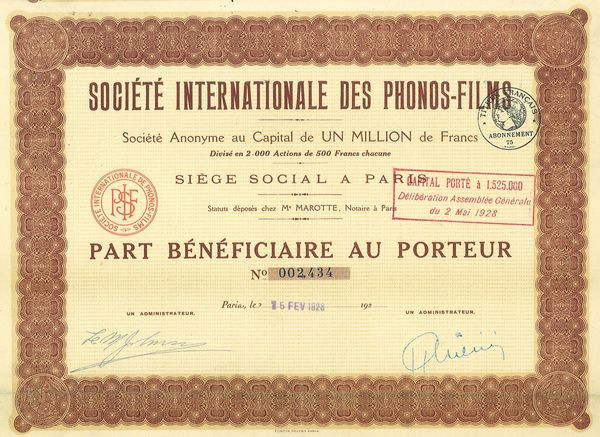 SOCIÉTÉ INTERNATIONALE DES PHONOS-FILMS
TITRES FRANÇAIS
ABONNEMENT
75
Société Anonyme au Capital de UN MILLION de Francs
Divisé en 2.000 Actions de 500 Francs chacune
SIÈGE SOCIAL A PARIS
SOCIÉTÉ INTERNATIONALE DE PHONOS-FILMS
CAPITAL PORTÉ à 1.525.000
Délibération Assemblée Générale
du 2 Mai 1928
Statuts déposés chez Me MAROTTE, Notaire à Paris
PART BÉNÉFICIAIRE AU PORTEUR
No 002,434
Paris, le 15 FEV 1928 192
UN ADMINISTRATEUR.
UN ADMINISTRATEUR.